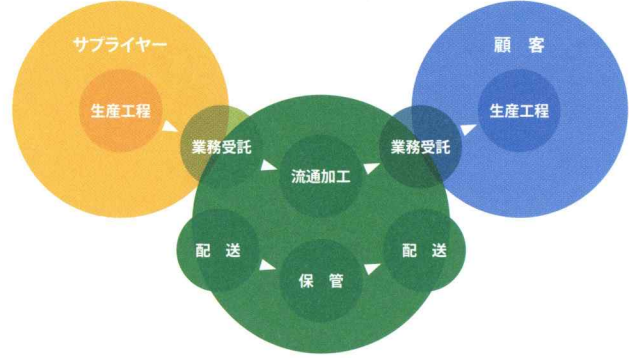 サプライヤー
顧　客
生産工程
生産工程
業務受託
業務受託
流通加工
配　送
配　送
保　管